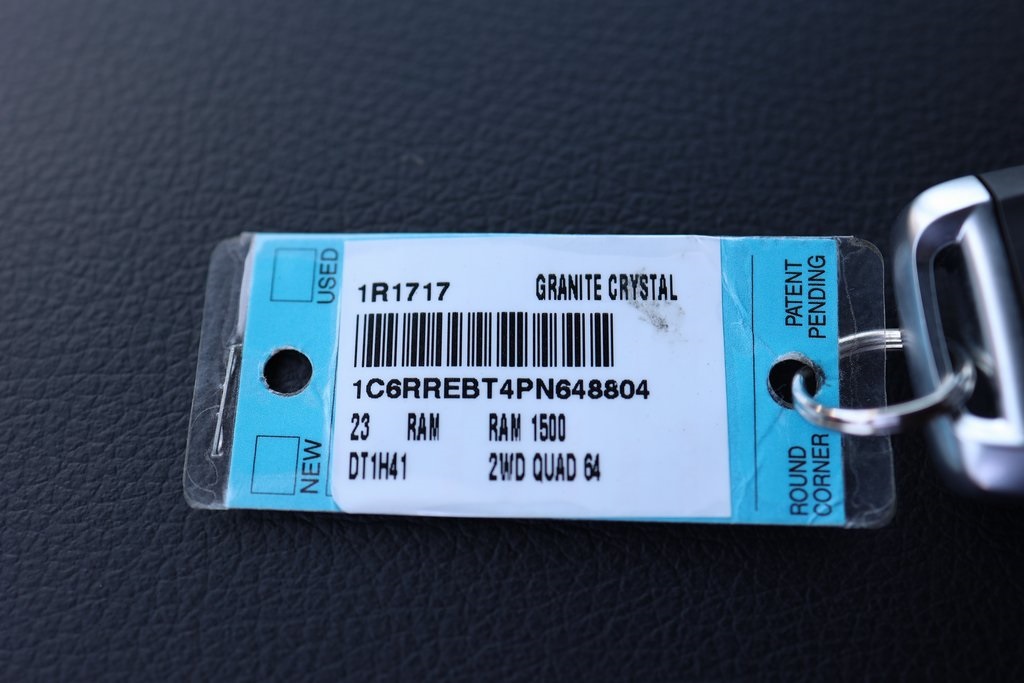 USED
NEW
1R1717 GRANITE CRYSTAL
1C6RREBT4PN648804
23 RAM RAM 1500
DT1H41 2WD QUAD 64
PATENT
PENDING
ROUND
CORNER